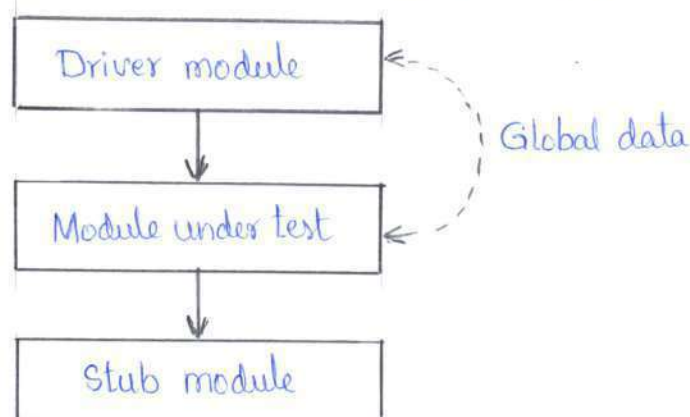 Driver module
Global data
Module under test
Stub module